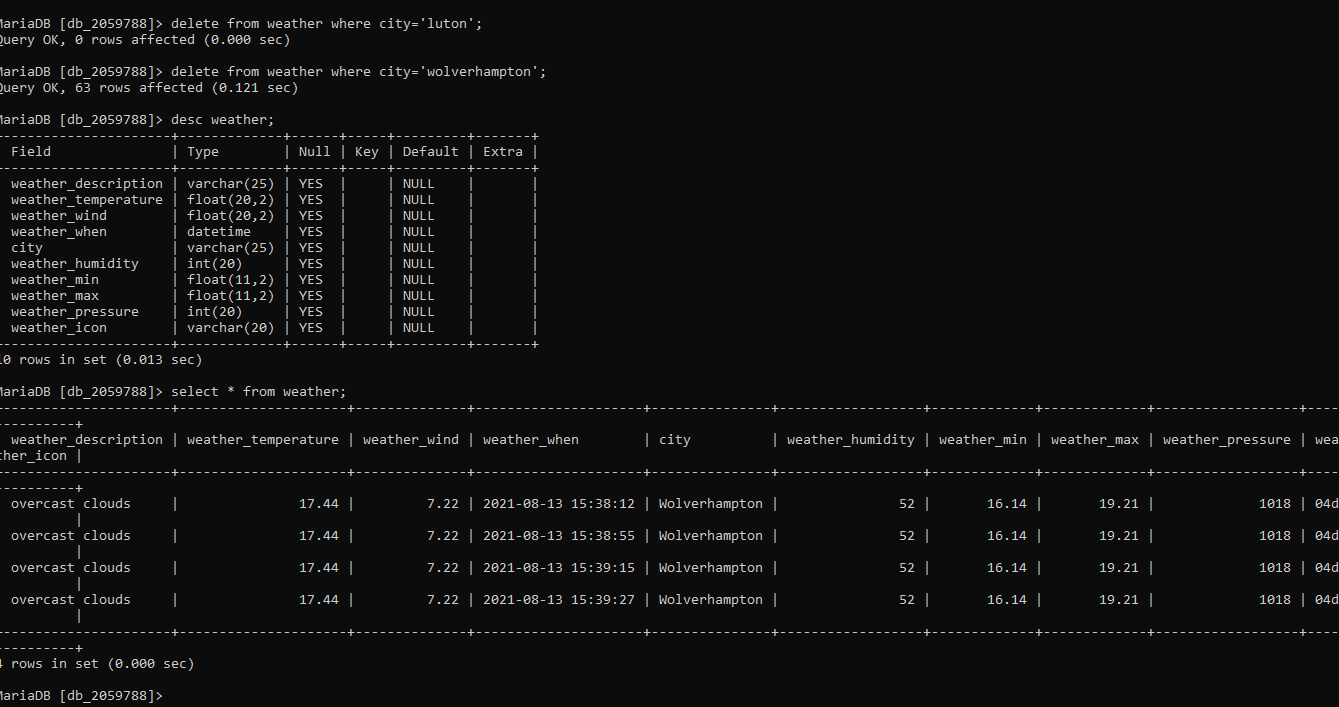 MariaDB [db_2059788]> delete from weather where city='luton';
Query OK, 0 rows affected (0.000 sec)
MariaDB [db_2059788]> delete from weather where city='wolverhampton';
Query OK, 63 rows affected (0.121 sec)
MariaDB [db_2059788]> desc weather;
-----------------------+-------------+------+-----+---------+-------+
Field | Type | Null | Key | Default | Extra |
-----------------------+-------------+------+-----+---------+-------+
weather_description | varchar(25) | YES | | NULL | |
weather_temperature | float(20,2) | YES | | NULL | |
weather_wind | float(20,2) | YES | | NULL | |
weather_when | datetime | YES | | NULL | |
city | varchar(25) | YES | | NULL | |
weather_humidity | int(20) | YES | | NULL | |
weather_min | float(11,2) | YES | | NULL | |
weather_max | float(11,2) | YES | | NULL | |
weather_pressure | int(20) | YES | | NULL | |
weather_icon | varchar(20) | YES | | NULL | |
-----------------------+-------------+------+-----+---------+-------+
10 rows in set (0.013 sec)
MariaDB [db_2059788]> select * from weather;
-----------------------+---------------------+--------------+---------------------+---------------+------------------+-------------+-------------+------------------+----
----------+
weather_description | weather_temperature | weather_wind | weather_when | city | weather_humidity | weather_min | weather_max | weather_pressure | wea
ther_icon |
-----------------------+---------------------+--------------+---------------------+---------------+------------------+-------------+-------------+------------------+----
----------+
overcast clouds | 17.44 | 7.22 | 2021-08-13 15:38:12 | Wolverhampton | 52 | 16.14 | 19.21 | 1018 | 04d
|
overcast clouds | 17.44 | 7.22 | 2021-08-13 15:38:55 | Wolverhampton | 52 | 16.14 | 19.21 | 1018 | 04d
|
overcast clouds | 17.44 | 7.22 | 2021-08-13 15:39:15 | Wolverhampton | 52 | 16.14 | 19.21 | 1018 | 04d
|
overcast clouds | 17.44 | 7.22 | 2021-08-13 15:39:27 | Wolverhampton | 52 | 16.14 | 19.21 | 1018 | 04d
|
-----------------------+---------------------+--------------+---------------------+---------------+------------------+-------------+-------------+------------------+----
----------+
4 rows in set (0.000 sec)
MariaDB [db_2059788]>